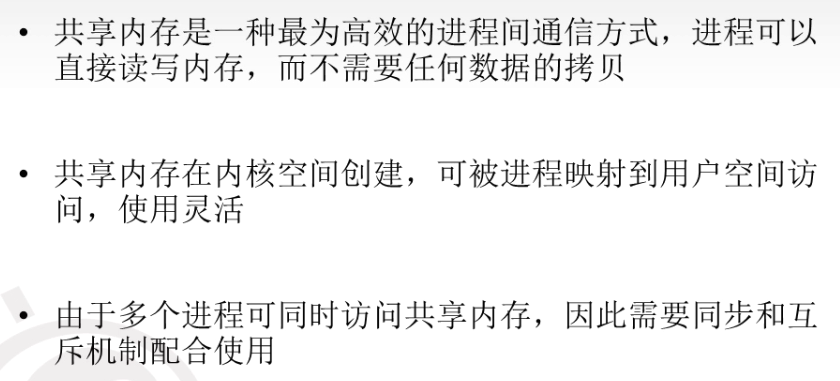 • 共享内存是一种最为高效的进程间通信方式，进程可以
直接读写内存，而不需要任何数据的拷贝
• 共享内存在内核空间创建，可被进程映射到用户空间访
问，使用灵活
• 由于多个进程可同时访问共享内存，因此需要同步和互
斥机制配合使用